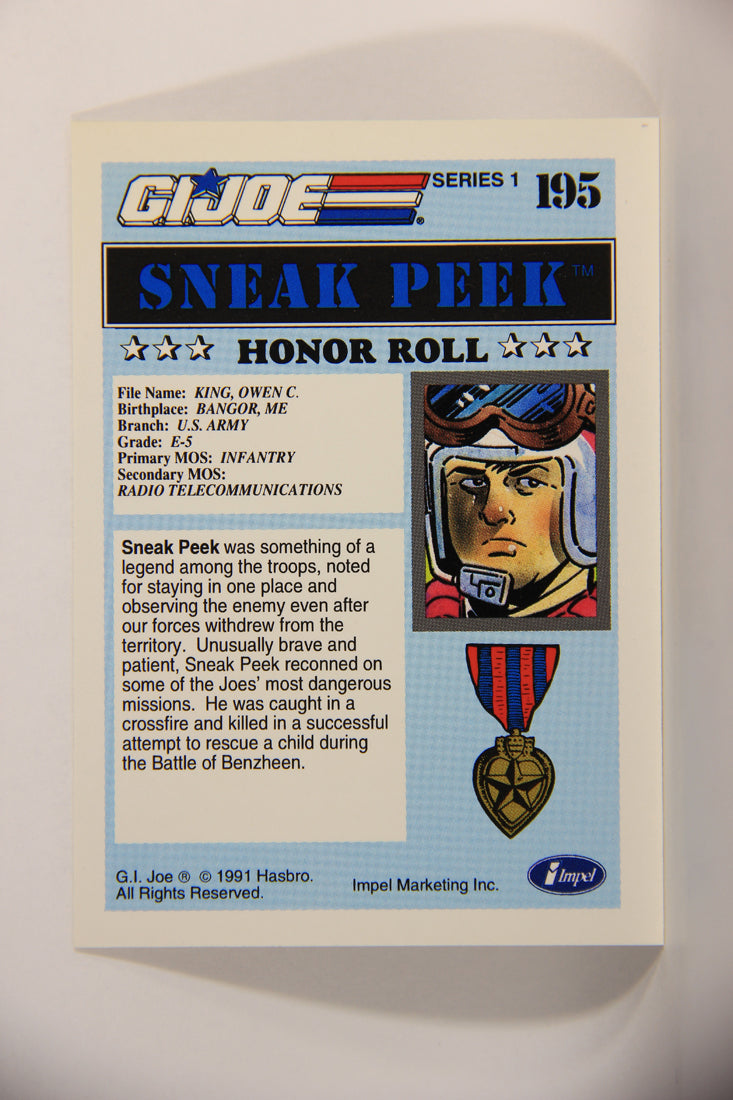 GIJOE ® SERIES 1 195
SNEAK PEEK™
HONOR ROLL
File Name: KING, OWEN C.
Birthplace: BANGOR, ME
Branch: U.S. ARMY
Grade: E-5
Primary MOS: INFANTRY
Secondary MOS:
RADIO TELECOMMUNICATIONS
Sneak Peek was something of a
legend among the troops, noted
for staying in one place and
observing the enemy even after
our forces withdrew from the
territory. Unusually brave and
patient, Sneak Peek reconned on
some of the Joes' most dangerous
missions. He was caught in a
crossfire and killed in a successful
attempt to rescue a child during
the Battle of Benzheen.
G.I. Joe ® © 1991 Hasbro.
All Rights Reserved.
Impel Marketing Inc.
Impel